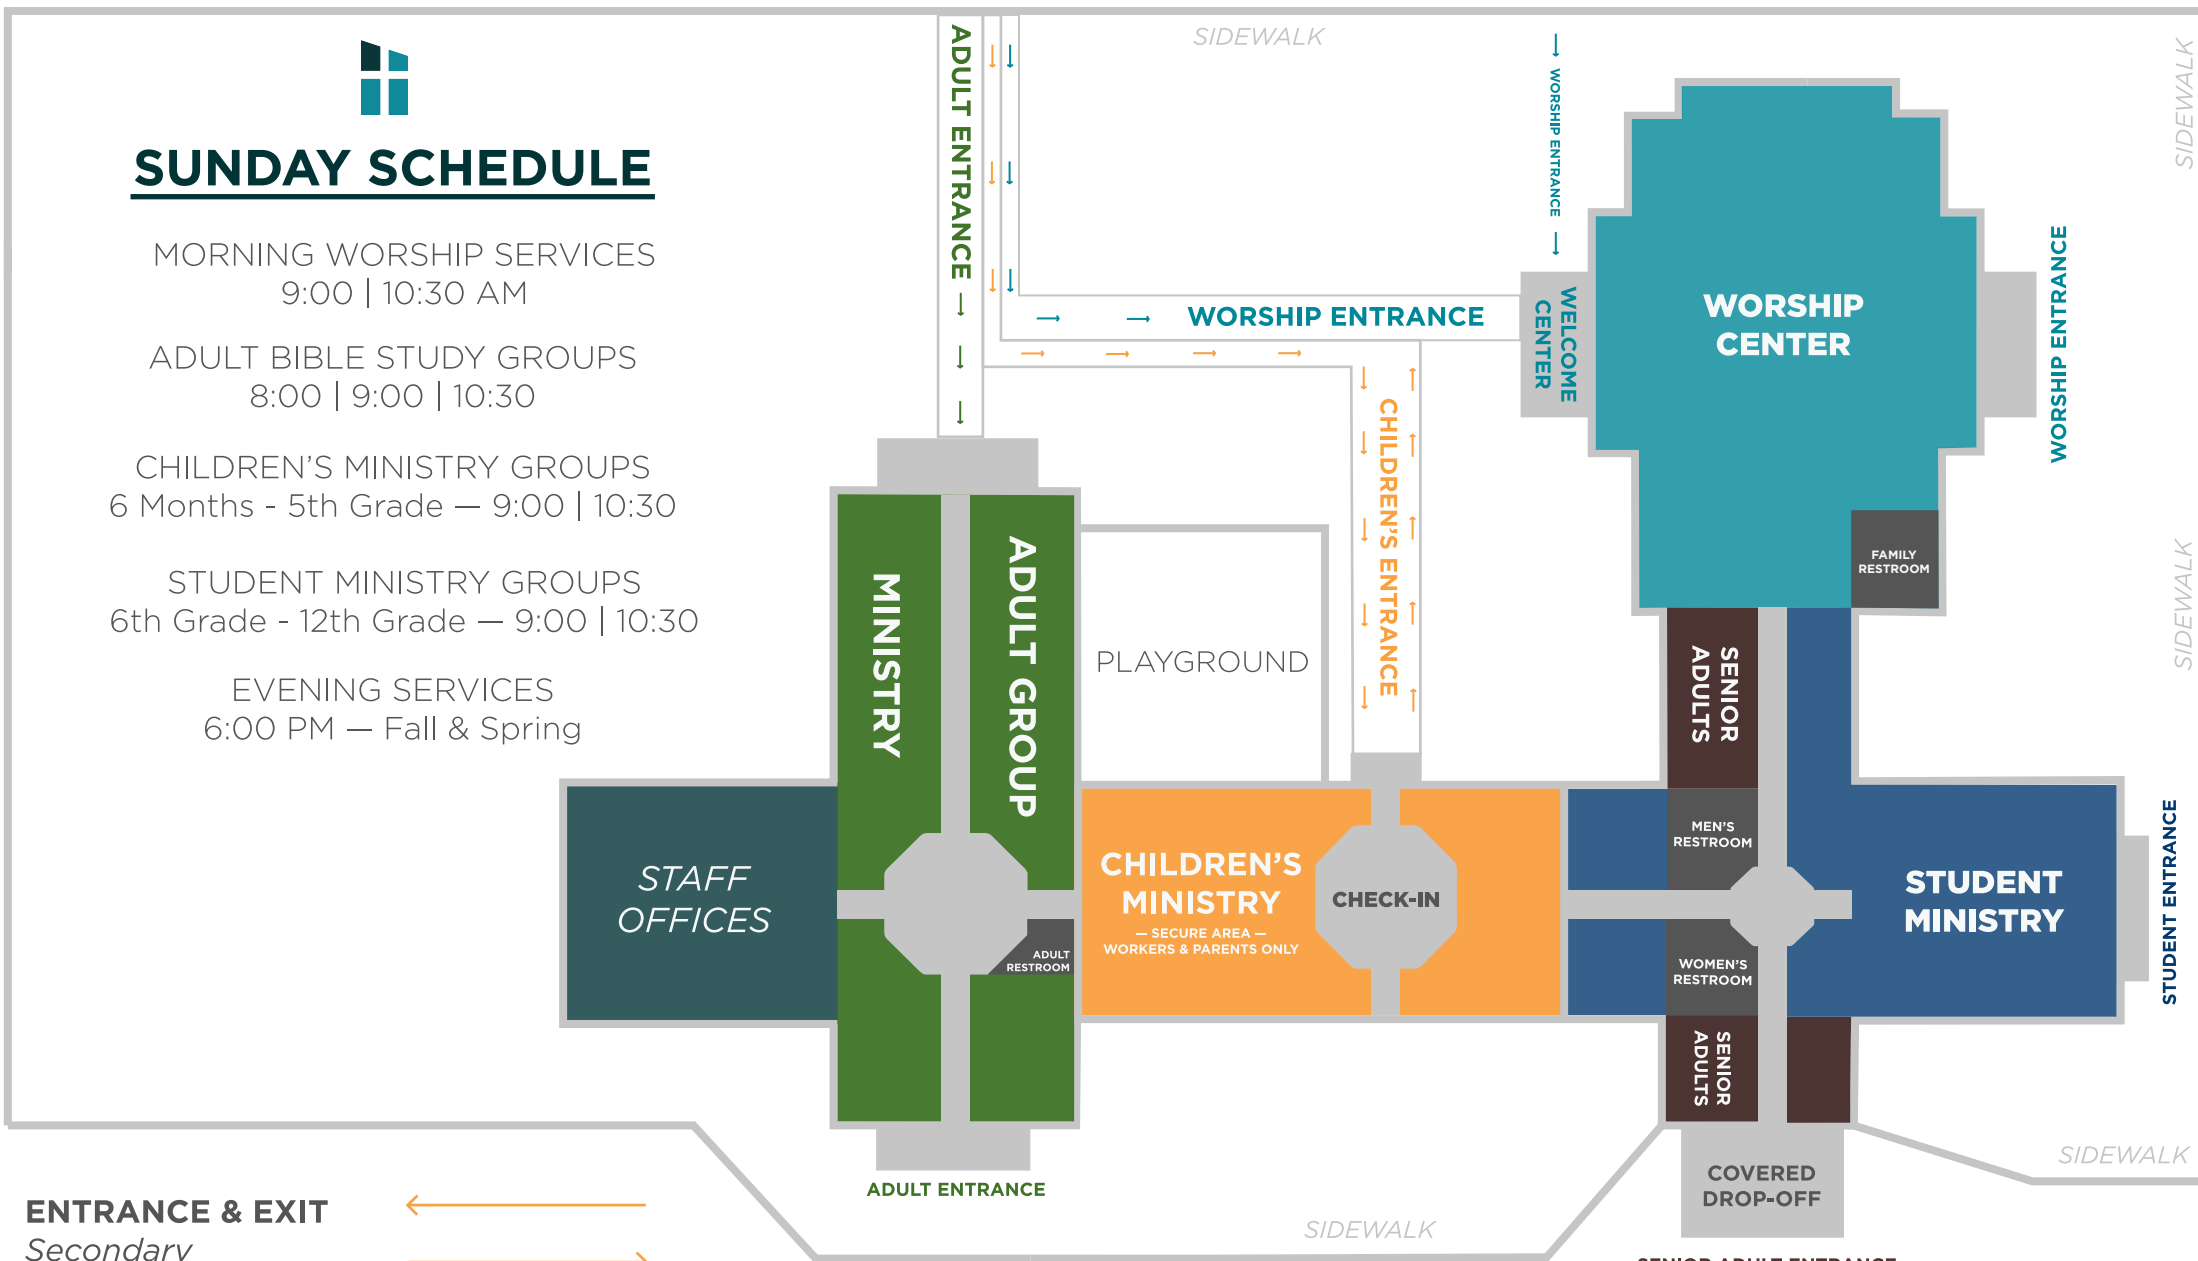 SUNDAY SCHEDULE
MORNING WORSHIP SERVICES
9:00 | 10:30 AM
ADULT BIBLE STUDY GROUPS
8:00 | 9:00 | 10:30
CHILDREN'S MINISTRY GROUPS
6 Months - 5th Grade — 9:00 | 10:30
STUDENT MINISTRY GROUPS
6th Grade - 12th Grade — 9:00 | 10:30
EVENING SERVICES
6:00 PM — Fall & Spring
ADULT ENTRANCE
SIDEWALK
WORSHIP ENTRANCE
SIDEWALK
WORSHIP ENTRANCE
WELCOME
CENTER
WORSHIP
CENTER
WORSHIP ENTRANCE
CHILDREN'S ENTRANCE
FAMILY
RESTROOM
SIDEWALK
MINISTRY
ADULT GROUP
PLAYGROUND
SENIOR
ADULTS
STAFF
OFFICES
CHILDREN'S
MINISTRY
— SECURE AREA —
WORKERS & PARENTS ONLY
CHECK-IN
MEN'S
RESTROOM
STUDENT
MINISTRY
STUDENT ENTRANCE
ADULT
RESTROOM
WOMEN'S
RESTROOM
SENIOR
ADULTS
ADULT ENTRANCE
COVERED
DROP-OFF
SIDEWALK
SIDEWALK
ENTRANCE & EXIT
Secondary
SENIOR ADULT ENTRANCE